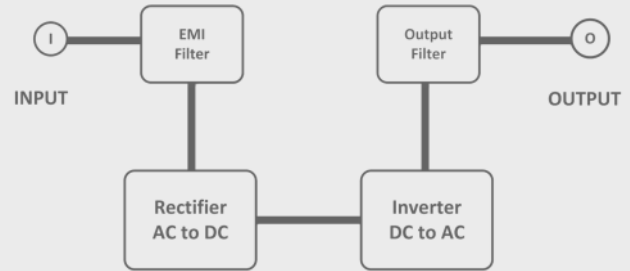 I
EMI
Filter
INPUT
Output
Filter
O
OUTPUT
Rectifier
AC to DC
Inverter
DC to AC